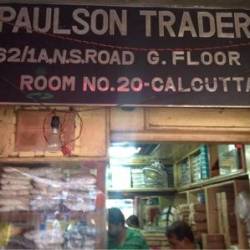 PAULSON TRADER
62/1A,N.S.ROAD G.FLOOR
ROOM NO.20-CALCUTTA